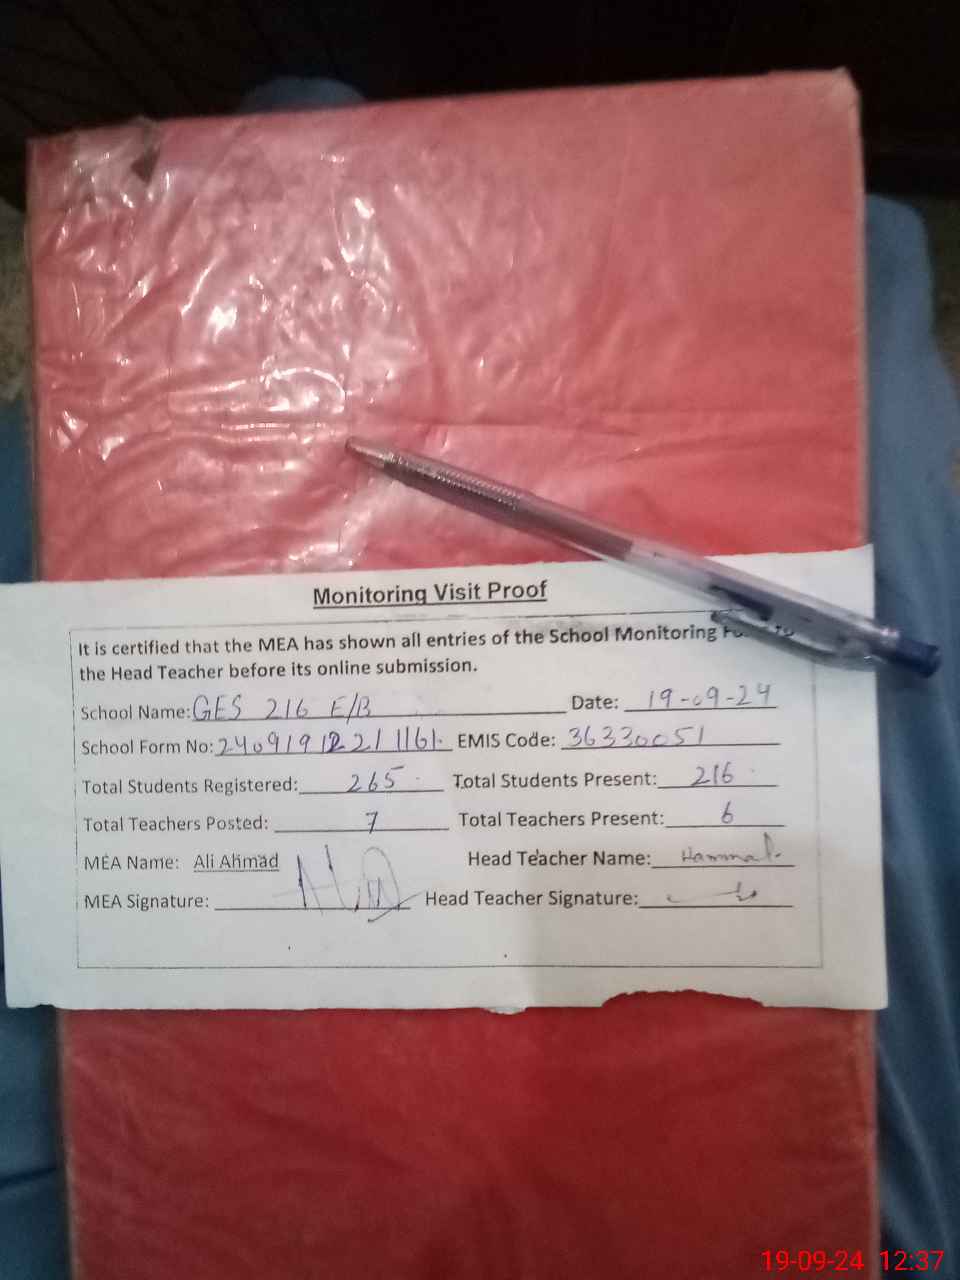 Monitoring Visit Proof
It is certified that the MEA has shown all entries of the School Monitoring to
the Head Teacher before its online submission.
School Name: GES 216 E/B Date: 19-09-24
School Form No: EMIS Code: 36330051
Total Students Registered: 265 Total Students Present: 216
Total Teachers Posted: 7 Total Teachers Present: 6
MEA Name: Ali Ahmad Head Teacher Name:
MEA Signature: Head Teacher Signature:
19-09-24 12:37